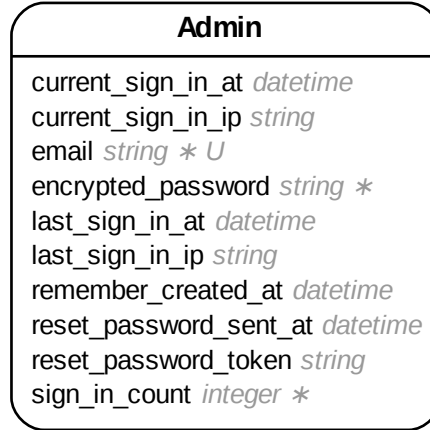 Admin
current_sign_in_at datetime
current_sign_in_ip string
email string ∗ U
encrypted_password string ∗
last_sign_in_at datetime
last_sign_in_ip string
remember_created_at datetime
reset_password_sent_at datetime
reset_password_token string
sign_in_count integer ∗